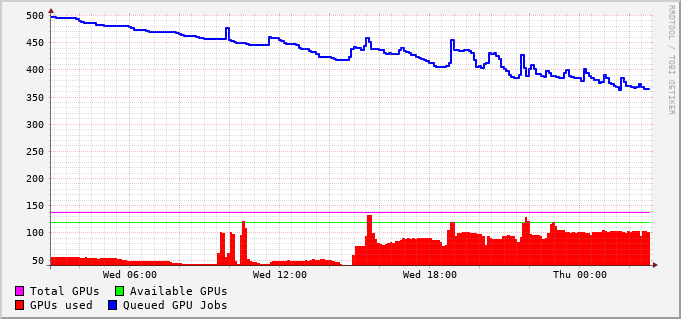 500
450
400
350
300
250
200
150
100
50
Wed 06:00 Wed 12:00 Wed 18:00 Thu 00:00
Total GPUs Available GPUs
GPUs used Queued GPU Jobs
RRDTOOL / TOBI OETIKER